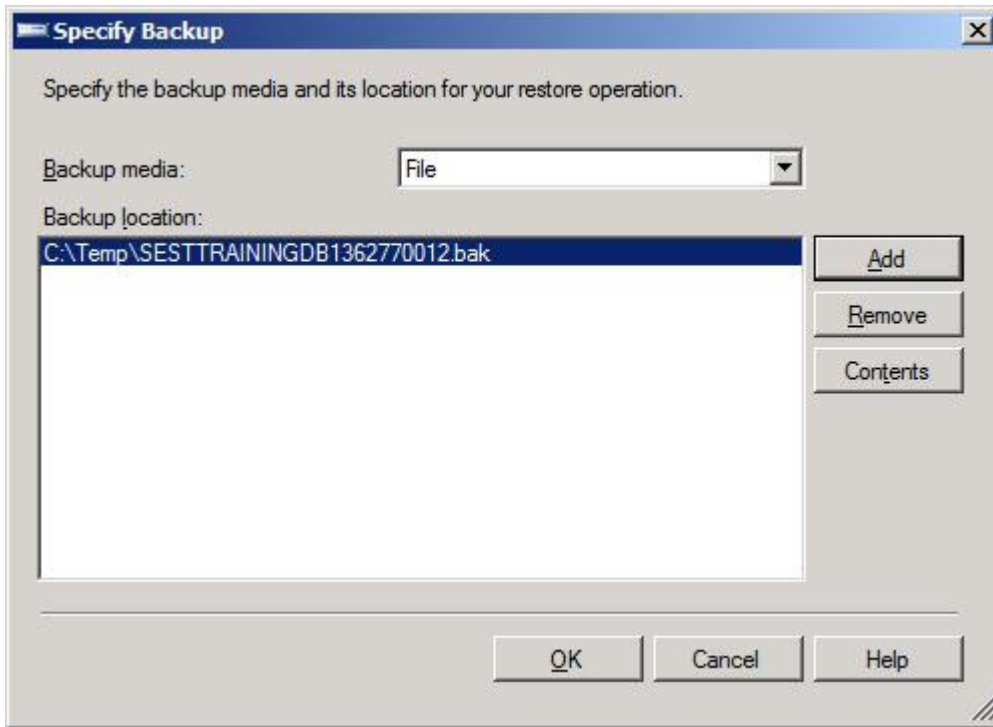 Specify Backup
Specify the backup media and its location for your restore operation.
Backup media: File
Backup location:
C:\Temp\SESTTRAININGDB1362770012.bak
Add
Remove
Contents
OK Cancel Help